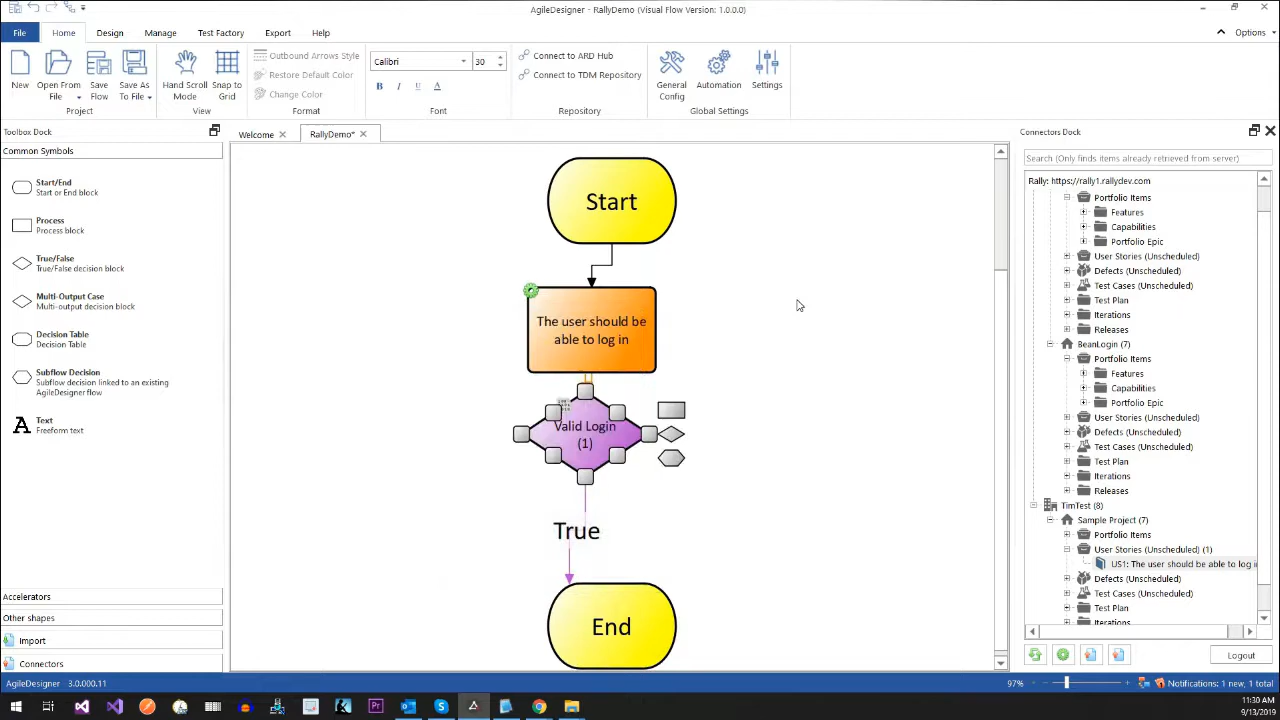 AgileDesigner - RallyDemo (Visual Flow Version: 1.0.0.0)
File
Home
Design
Manage
Test Factory
Export
Help
Options
New
Open From
File
Save
Flow
Save As
To File
Project
Hand Scroll
Mode
Snap to
Grid
View
Outbound Arrows Style
Restore Default Color
Change Color
Format
Calibri
30
B I U A
Font
Connect to ARD Hub
Connect to TDM Repository
Repository
General
Config
Automation
Settings
Global Settings
Toolbox Dock
Common Symbols
Start/End
Start or End block
Process
Process block
True/False
True/False decision block
Multi-Output Case
Multi-output decision block
Decision Table
Decision Table
Subflow Decision
Subflow decision linked to an existing
AgileDesigner flow
A Text
Freeform text
Accelerators
Other shapes
Import
Connectors
Welcome
RallyDemo*
Start
The user should be
able to log in
Valid Login
(1)
True
End
Connectors Dock
Search (Only finds items already retrieved from server)
Rally: https://rally1.rallydev.com
Portfolio Items
Features
Capabilities
Portfolio Epic
User Stories (Unscheduled)
Defects (Unscheduled)
Test Cases (Unscheduled)
Test Plan
Iterations
Releases
BeanLogin (7)
Portfolio Items
Features
Capabilities
Portfolio Epic
User Stories (Unscheduled)
Defects (Unscheduled)
Test Cases (Unscheduled)
Test Plan
Iterations
Releases
TimTest (8)
Sample Project (7)
Portfolio Items
User Stories (Unscheduled) (1)
US1: The user should be able to log in
Defects (Unscheduled)
Test Cases (Unscheduled)
Test Plan
Iterations
Logout
AgileDesigner - 3.0.000.11
97%
Notifications: 1 new, 1 total
11:30 AM
9/13/2019